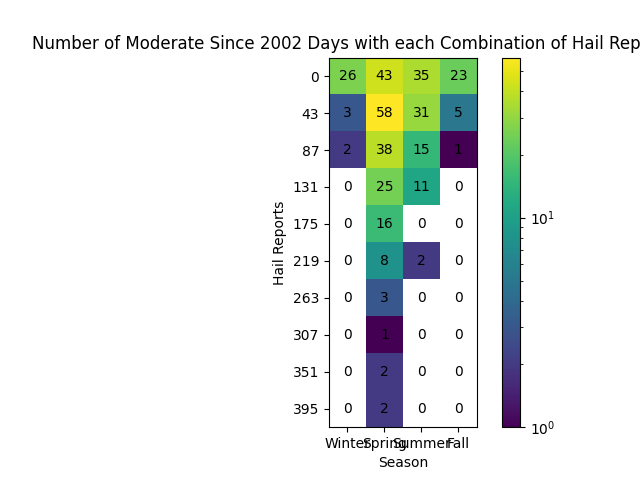 Number of Moderate Since 2002 Days with each Combination of Hail Rep
0 26 43 35 23
43 3 58 31 5
87 2 38 15 1
131 0 25 11 0
175 0 16 0 0
219 0 8 2 0
263 0 3 0 0
307 0 1 0 0
351 0 2 0 0
395 0 2 0 0
Hail Reports
Winter Spring Summer Fall
Season
10¹
10⁰